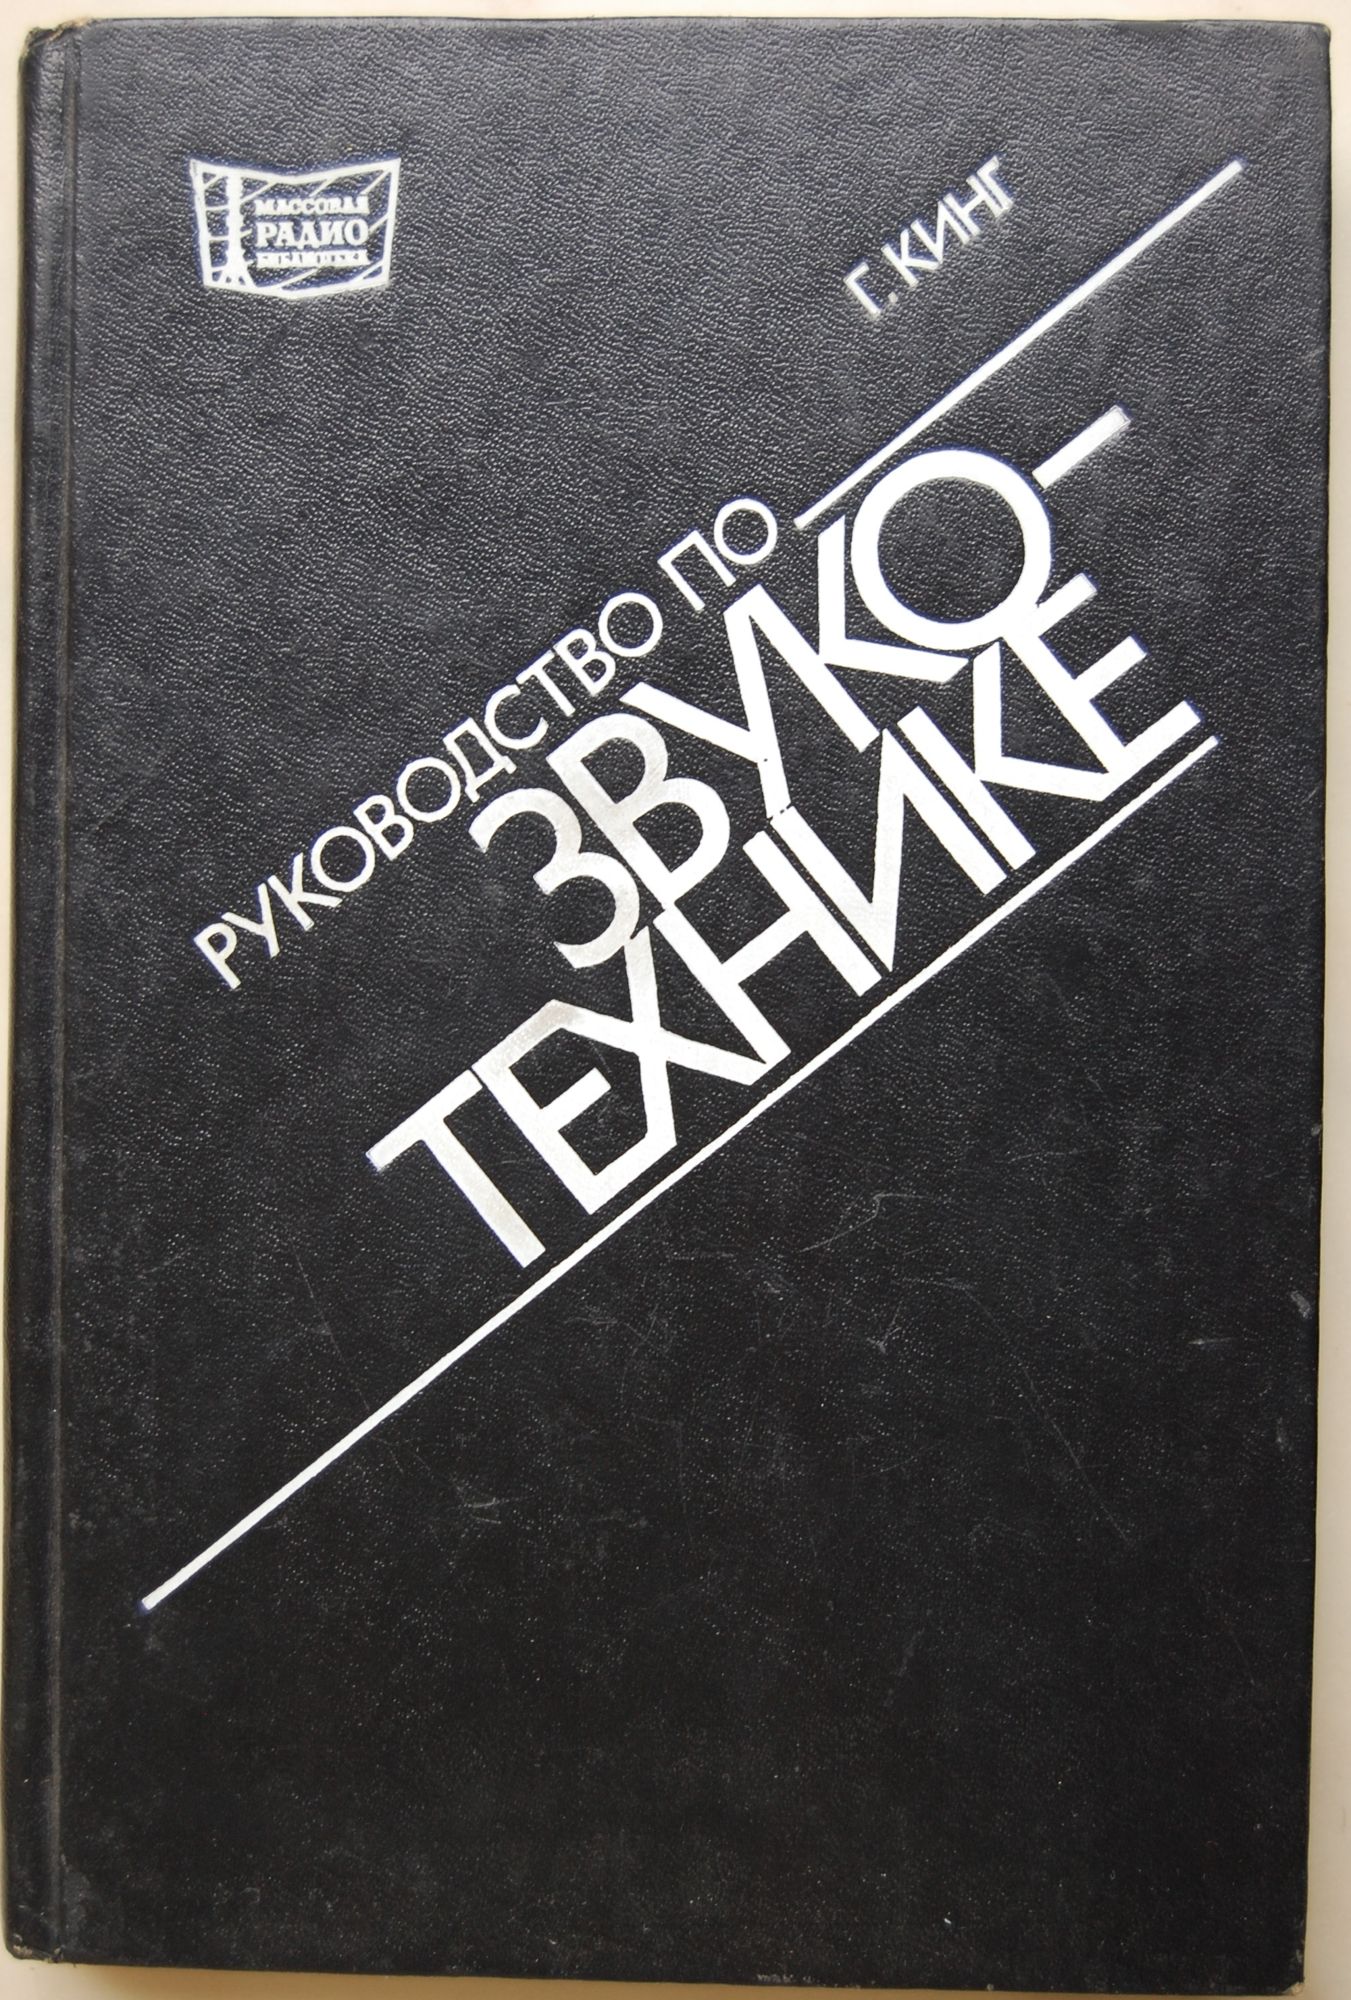 МАССОВАЯ
РАДИО
БИБЛИОТЕКА
Г. КИНГ
РУКОВОДСТВО ПО
ЗВУКО-
ТЕХНИКЕ